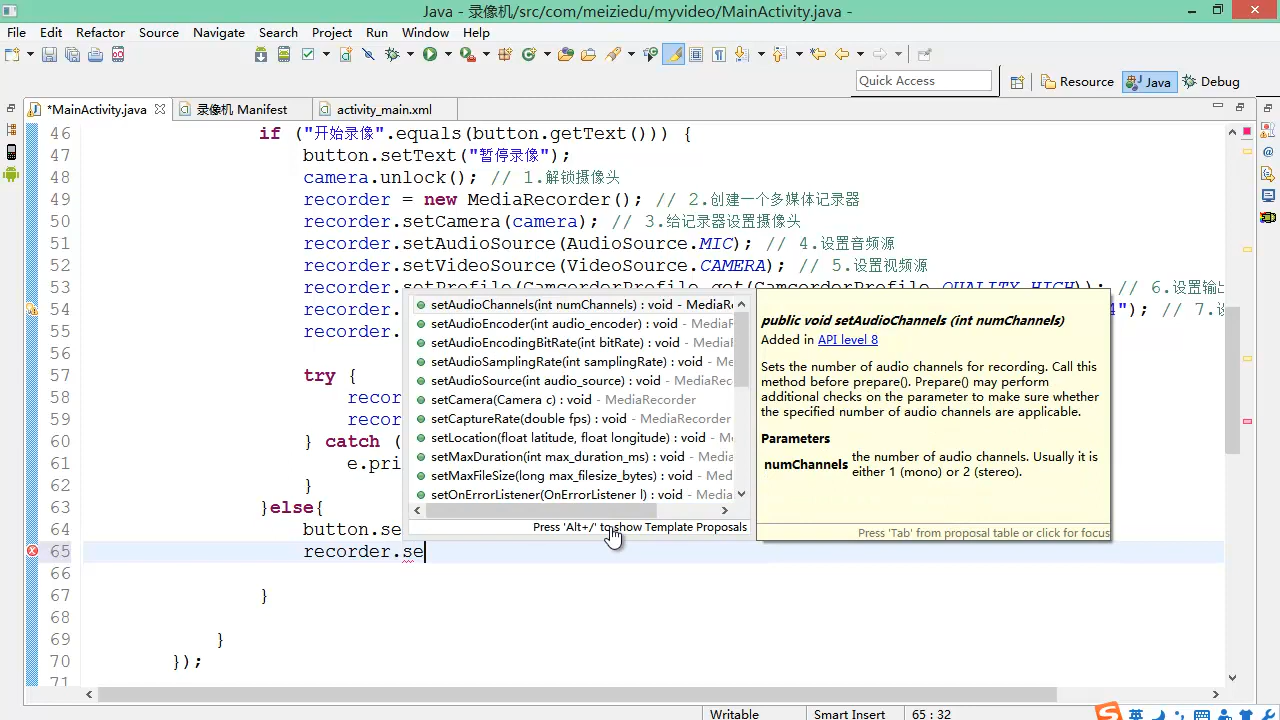 Java - 录像机/src/com/meiziedu/myvideo/MainActivity.java -
File Edit Refactor Source Navigate Search Project Run Window Help
Quick Access Resource Java Debug
*MainActivity.java 录像机 Manifest activity_main.xml
46 if ("开始录像".equals(button.getText())) {
47 button.setText("暂停录像");
48 camera.unlock(); // 1.解锁摄像头
49 recorder = new MediaRecorder(); // 2.创建一个多媒体记录器
50 recorder.setCamera(camera); // 3.给记录器设置摄像头
51 recorder.setAudioSource(AudioSource.MIC); // 4.设置音频源
52 recorder.setVideoSource(VideoSource.CAMERA); // 5.设置视频源
53 recorder.setProfile(CamcorderProfile.get(CamcorderProfile.QUALITY_HIGH)); // 6.设置输出
54 recorder. 4"); // 7.设
55 recorder.
56
57 try {
58 reco
59 reco
60 } catch (
61 e.pri
62 }
63 }else{
64 button.se
65 recorder.se
66
67 }
68
69 }
70 });
71
setAudioChannels(int numChannels) : void - MediaRe
setAudioEncoder(int audio_encoder) : void - MediaR
setAudioEncodingBitRate(int bitRate) : void - Media
setAudioSamplingRate(int samplingRate) : void - Me
setAudioSource(int audio_source) : void - MediaRec
setCamera(Camera c) : void - MediaRecorder
setCaptureRate(double fps) : void - MediaRecorder
setLocation(float latitude, float longitude) : void - M
setMaxDuration(int max_duration_ms) : void - Medi
setMaxFileSize(long max_filesize_bytes) : void - Med
setOnErrorListener(OnErrorListener l) : void - Media
Press 'Alt+/' to show Template Proposals
public void setAudioChannels (int numChannels)
Added in API level 8
Sets the number of audio channels for recording. Call this
method before prepare(). Prepare() may perform
additional checks on the parameter to make sure whether
the specified number of audio channels are applicable.
Parameters
numChannels the number of audio channels. Usually it is
either 1 (mono) or 2 (stereo).
Press 'Tab' from proposal table or click for focus
Writable Smart Insert 65 : 32
英